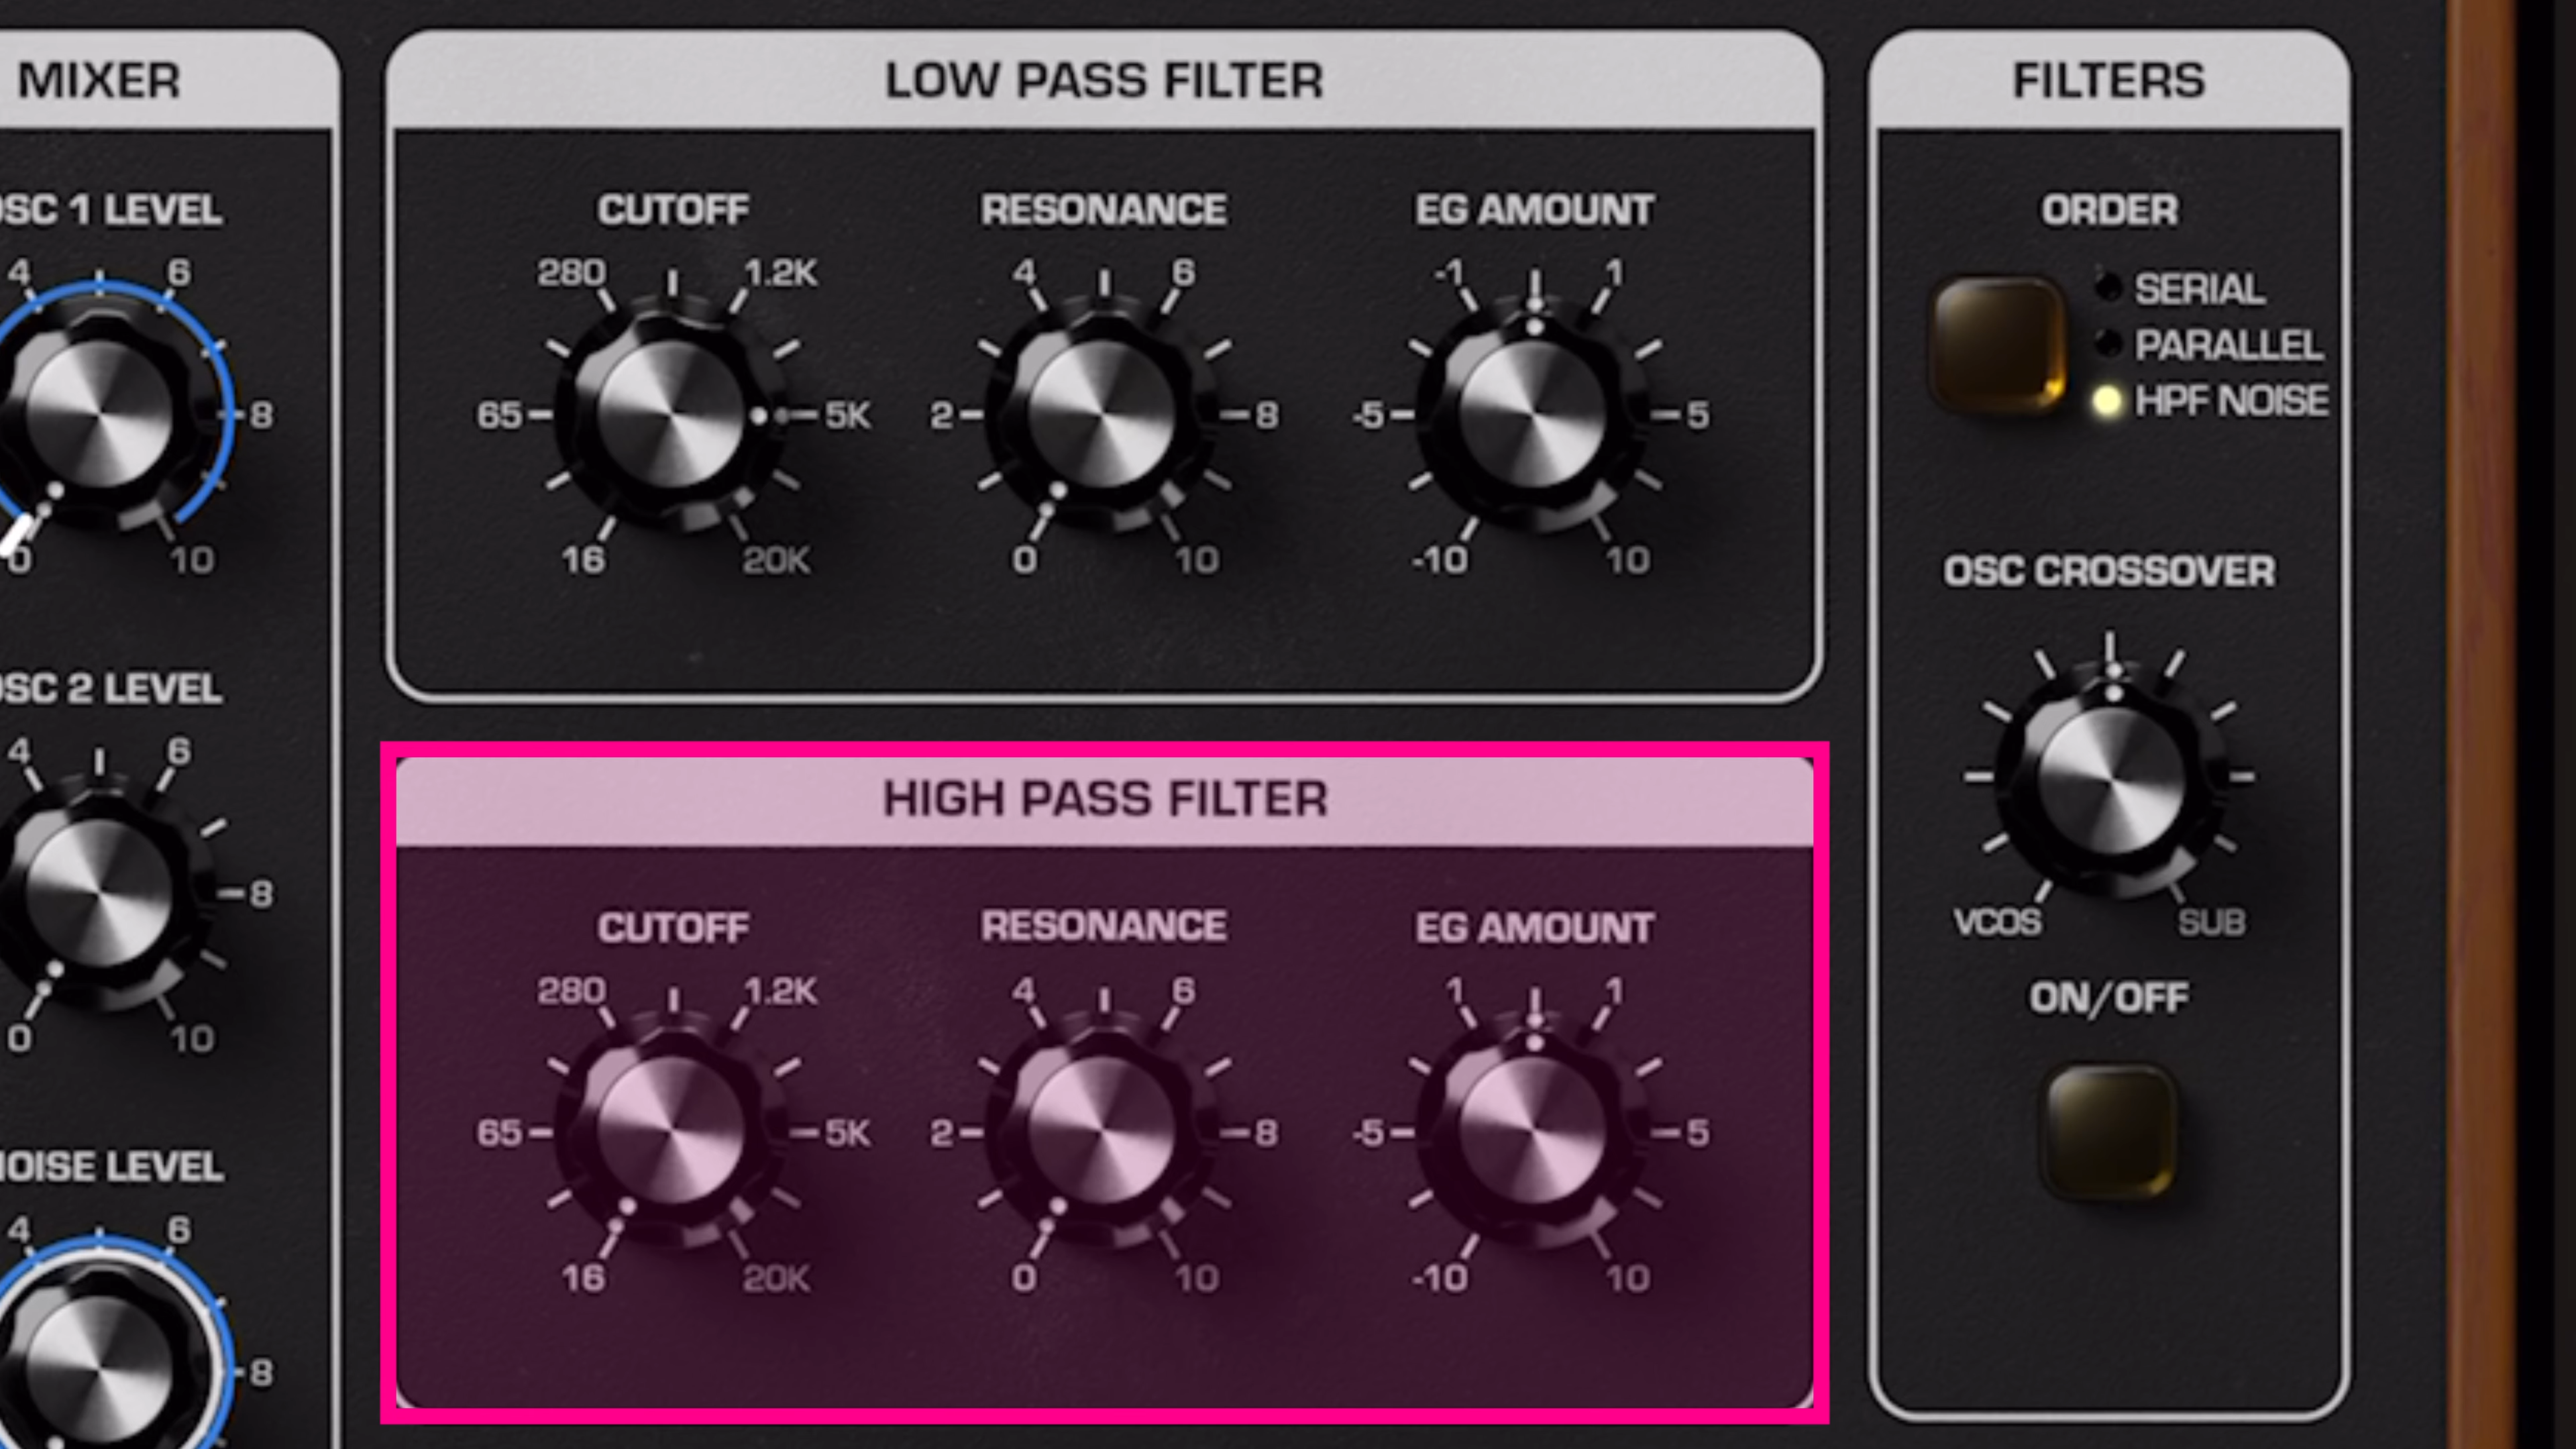 MIXER
OSC 1 LEVEL
4 6
8
0 10
OSC 2 LEVEL
4 6
8
0 10
NOISE LEVEL
4 6
8
LOW PASS FILTER
CUTOFF
280 1.2K
65 5K
16 20K
RESONANCE
4 6
2 8
0 10
EG AMOUNT
-1 1
-5 5
-10 10
HIGH PASS FILTER
CUTOFF
280 1.2K
65 5K
16 20K
RESONANCE
4 6
2 8
0 10
EG AMOUNT
1 1
-5 5
-10 10
FILTERS
ORDER
SERIAL
PARALLEL
HPF NOISE
OSC CROSSOVER
VCOS SUB
ON/OFF